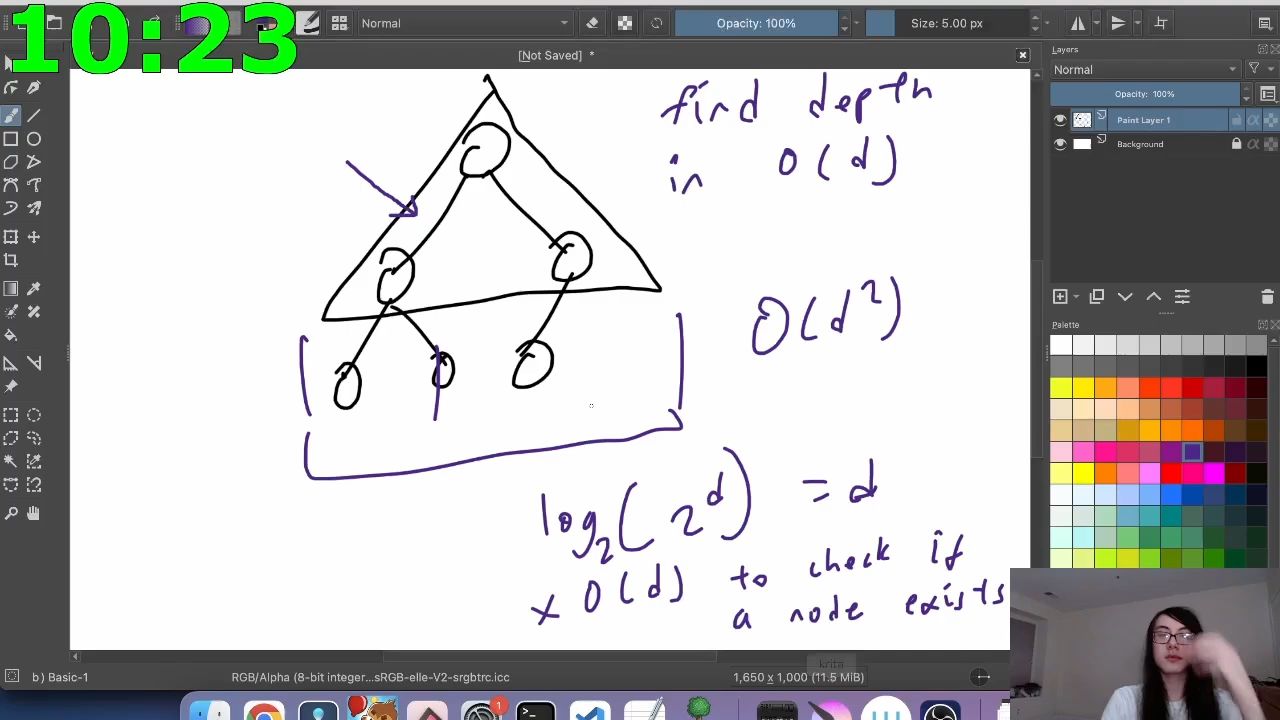 10:23
Normal
Opacity: 100%
Size: 5.00 px
[Not Saved] *
Layers
Normal
Opacity: 100%
Paint Layer 1
Background
find depth
in O(d)
O(d²)
Palette
log₂(2^d) = d
x O(d) to check if
a node exists
krita
b) Basic-1
RGB/Alpha (8-bit integer...sRGB-elle-V2-srgbtrc.icc
1,650 x 1,000 (11.5 MiB)
1